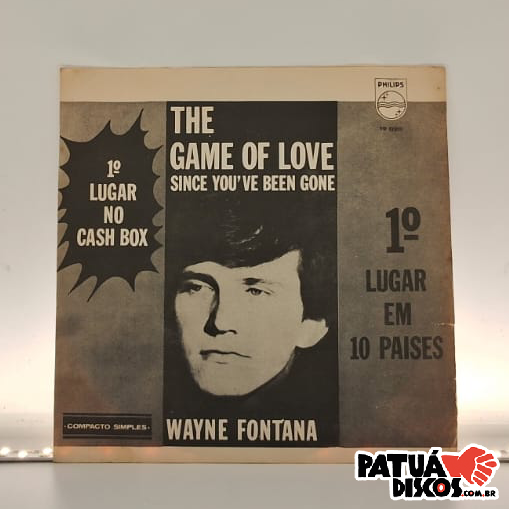 PHILIPS
THE
GAME OF LOVE
SINCE YOU'VE BEEN GONE
1º
LUGAR
NO
CASH BOX
1º
LUGAR
EM
10 PAISES
-COMPACTO SIMPLES-
WAYNE FONTANA
PATUÁ
DISCOS.COM.BR